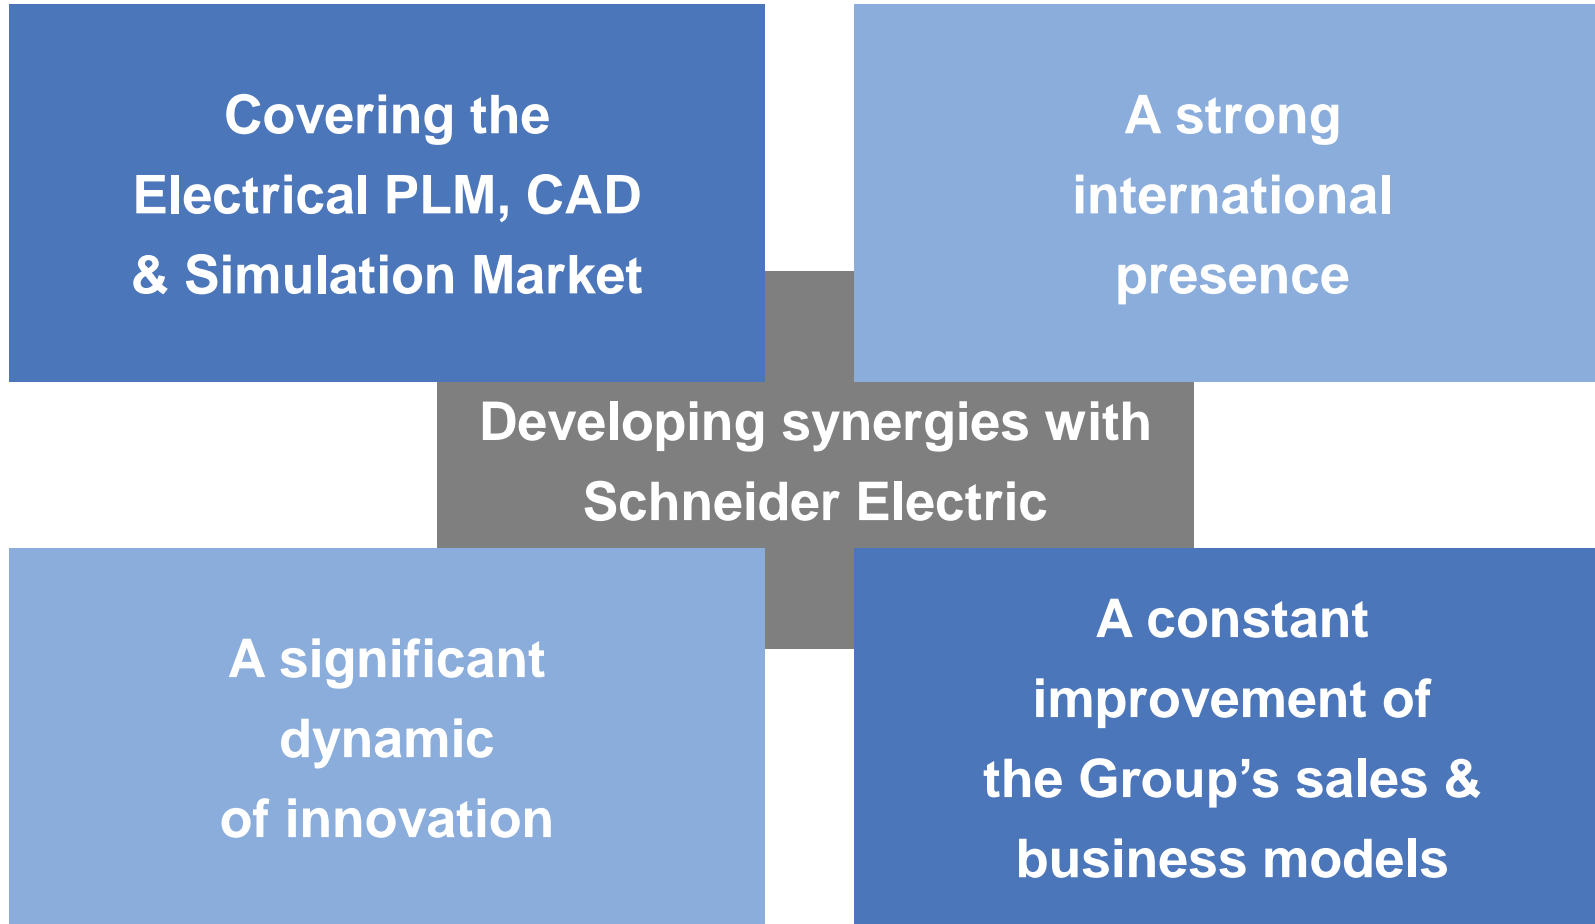 Covering the
Electrical PLM, CAD
& Simulation Market
A strong
international
presence
Developing synergies with
Schneider Electric
A significant
dynamic
of innovation
A constant
improvement of
the Group’s sales &
business models